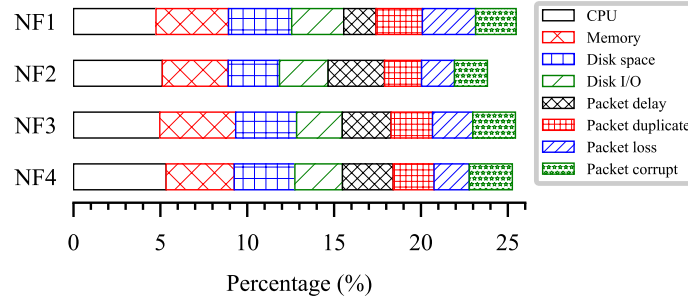 NF1
NF2
NF3
NF4
0 5 10 15 20 25
Percentage (%)
CPU
Memory
Disk space
Disk I/O
Packet delay
Packet duplicate
Packet loss
Packet corrupt